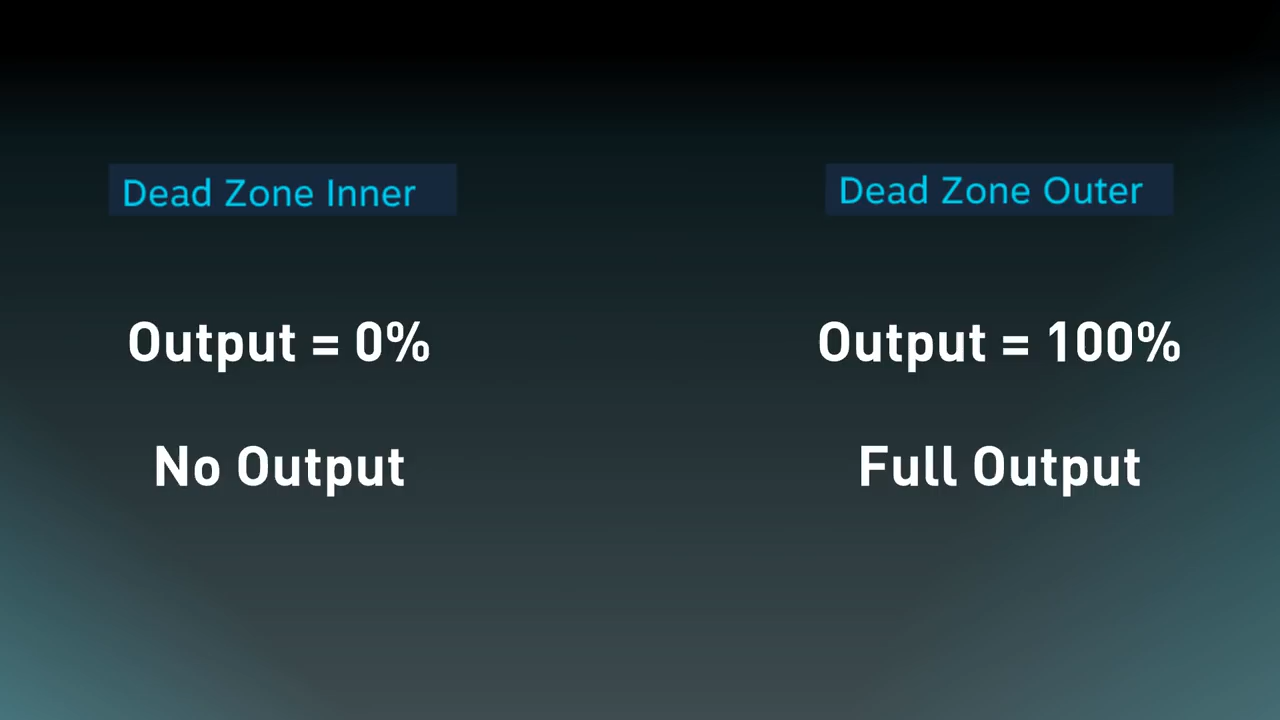 Dead Zone Inner
Output = 0%
No Output
Dead Zone Outer
Output = 100%
Full Output